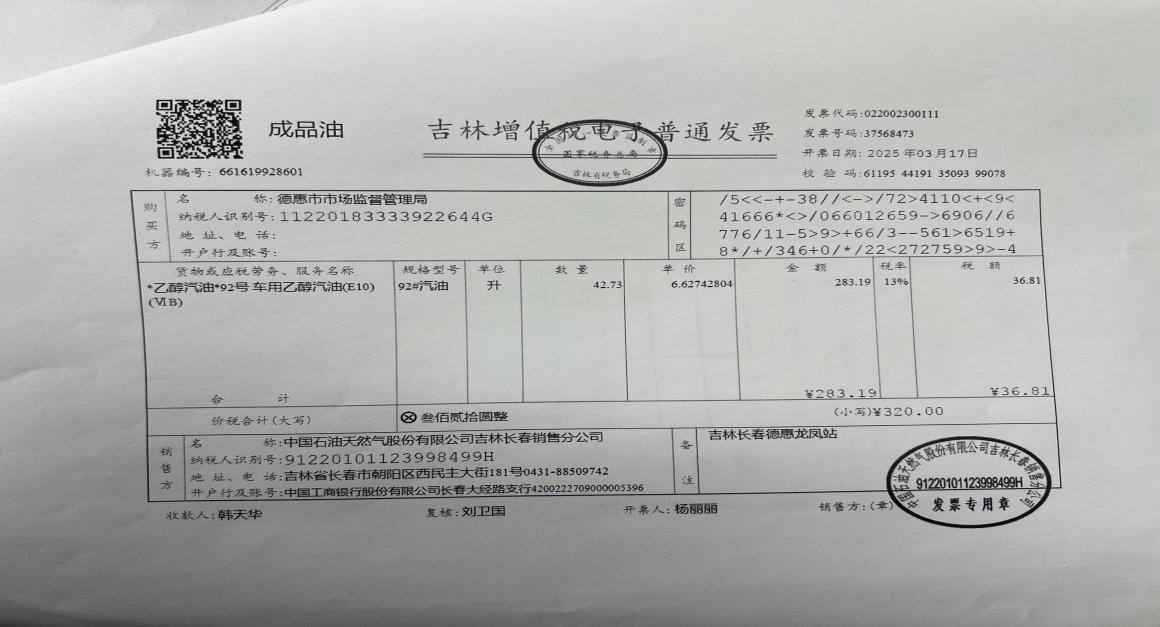 成品油
吉林增值税电子普通发票
国家税务总局
吉林省税务局
发票代码:022002300111
发票号码:37568473
开票日期:2025年03月17日
校验码:61195 44191 35093 99078
机器编号:661619928601
购买方
名称:德惠市市场监督管理局
纳税人识别号:11220183333922644G
地址、电话:
开户行及账号:
密码区
/5<<-+-38//<->/72>4110<+<9<
41666*<>/066012659->6906//6
776/11-5>9>+66/3--561>6519+
8*/+/346+0/*/22<272759>9>-4
货物或应税劳务、服务名称 规格型号 单位 数量 单价 金额 税率 税额
*乙醇汽油*92号 车用乙醇汽油(E10) 92#汽油 升 42.73 6.62742804 283.19 13% 36.81
(ⅥB)
合计 ¥283.19 ¥36.81
价税合计(大写) ⊗叁佰贰拾圆整 (小写)¥320.00
销售方
名称:中国石油天然气股份有限公司吉林长春销售分公司
纳税人识别号:91220101123998499H
地址、电话:吉林省长春市朝阳区西民主大街181号0431-88509742
开户行及账号:中国工商银行股份有限公司长春大经路支行4200222709000005396
备注
吉林长春德惠龙凤站
收款人:韩天华 复核:刘卫国 开票人:杨丽丽 销售方:(章)
中国石油天然气股份有限公司吉林长春销售分公司
91220101123998499H
发票专用章